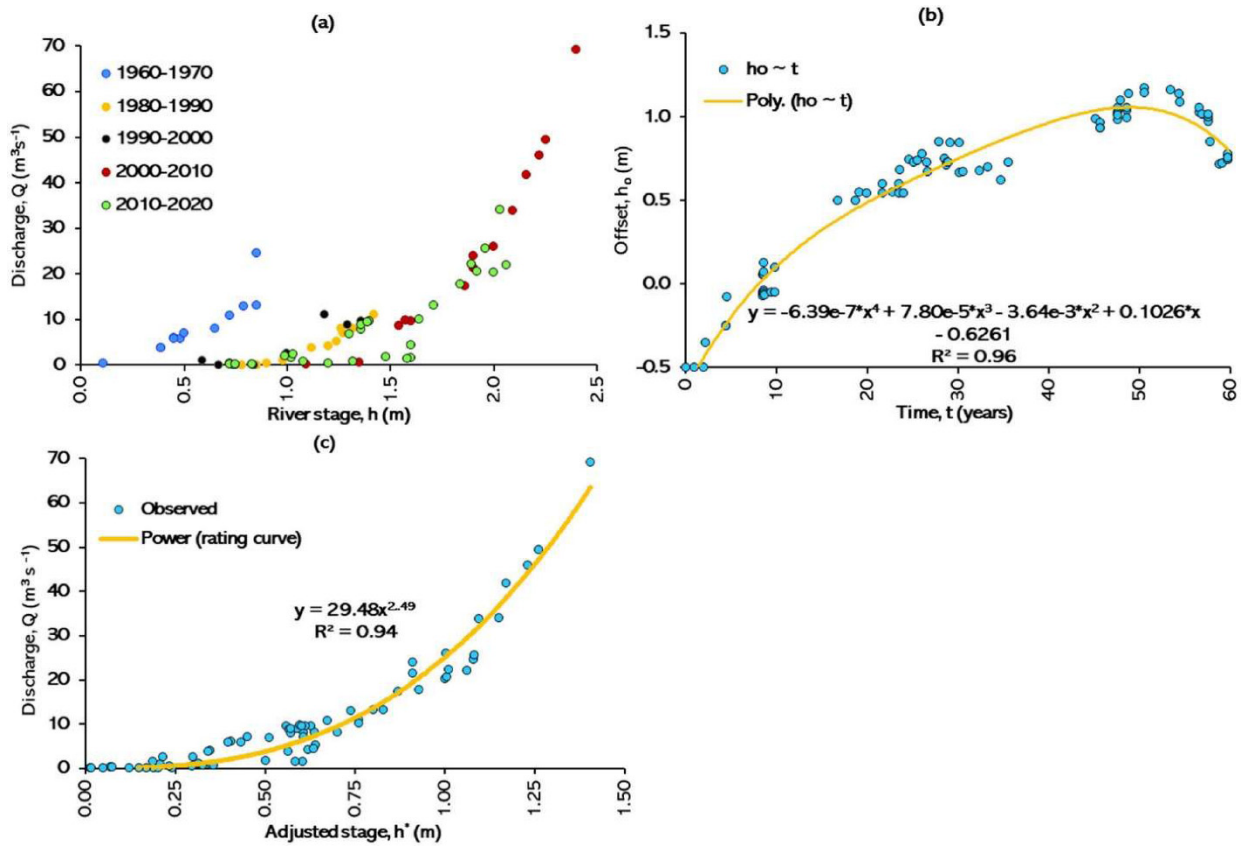 (a)
70
60
50
40
30
20
10
0
Discharge, Q (m³s⁻¹)
1960-1970
1980-1990
1990-2000
2000-2010
2010-2020
0.0 0.5 1.0 1.5 2.0 2.5
River stage, h (m)
(b)
1.5
1.0
0.5
0.0
-0.5
Offset, hₒ (m)
ho ~ t
Poly. (ho ~ t)
y = -6.39e-7*x⁴ + 7.80e-5*x³ - 3.64e-3*x² + 0.1026*x
- 0.6261
R² = 0.96
0 10 20 30 40 50 60
Time, t (years)
(c)
70
60
50
40
30
20
10
0
Discharge, Q (m³ s⁻¹)
Observed
Power (rating curve)
y = 29.48x²·⁴⁹
R² = 0.94
0.00 0.25 0.50 0.75 1.00 1.25 1.50
Adjusted stage, h* (m)